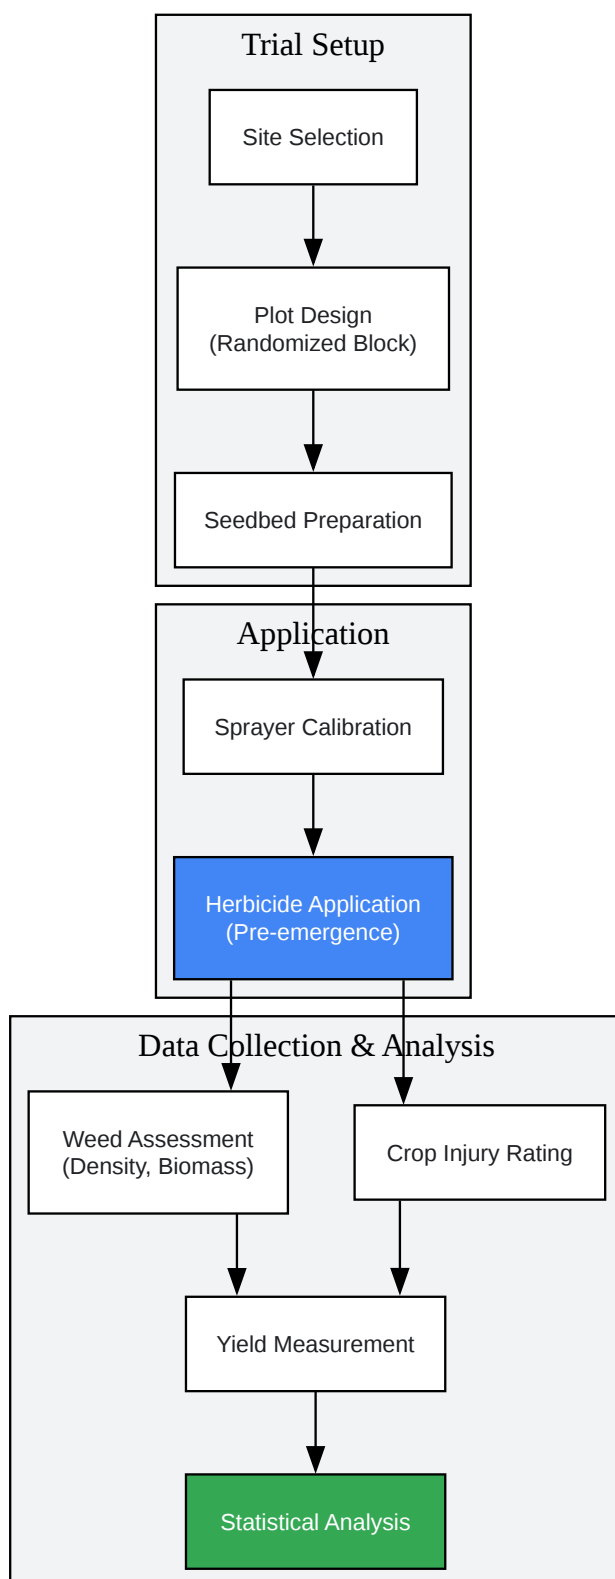 Trial Setup
Site Selection
Plot Design
(Randomized Block)
Seedbed Preparation
Application
Sprayer Calibration
Herbicide Application
(Pre-emergence)
Data Collection & Analysis
Weed Assessment
(Density, Biomass)
Crop Injury Rating
Yield Measurement
Statistical Analysis